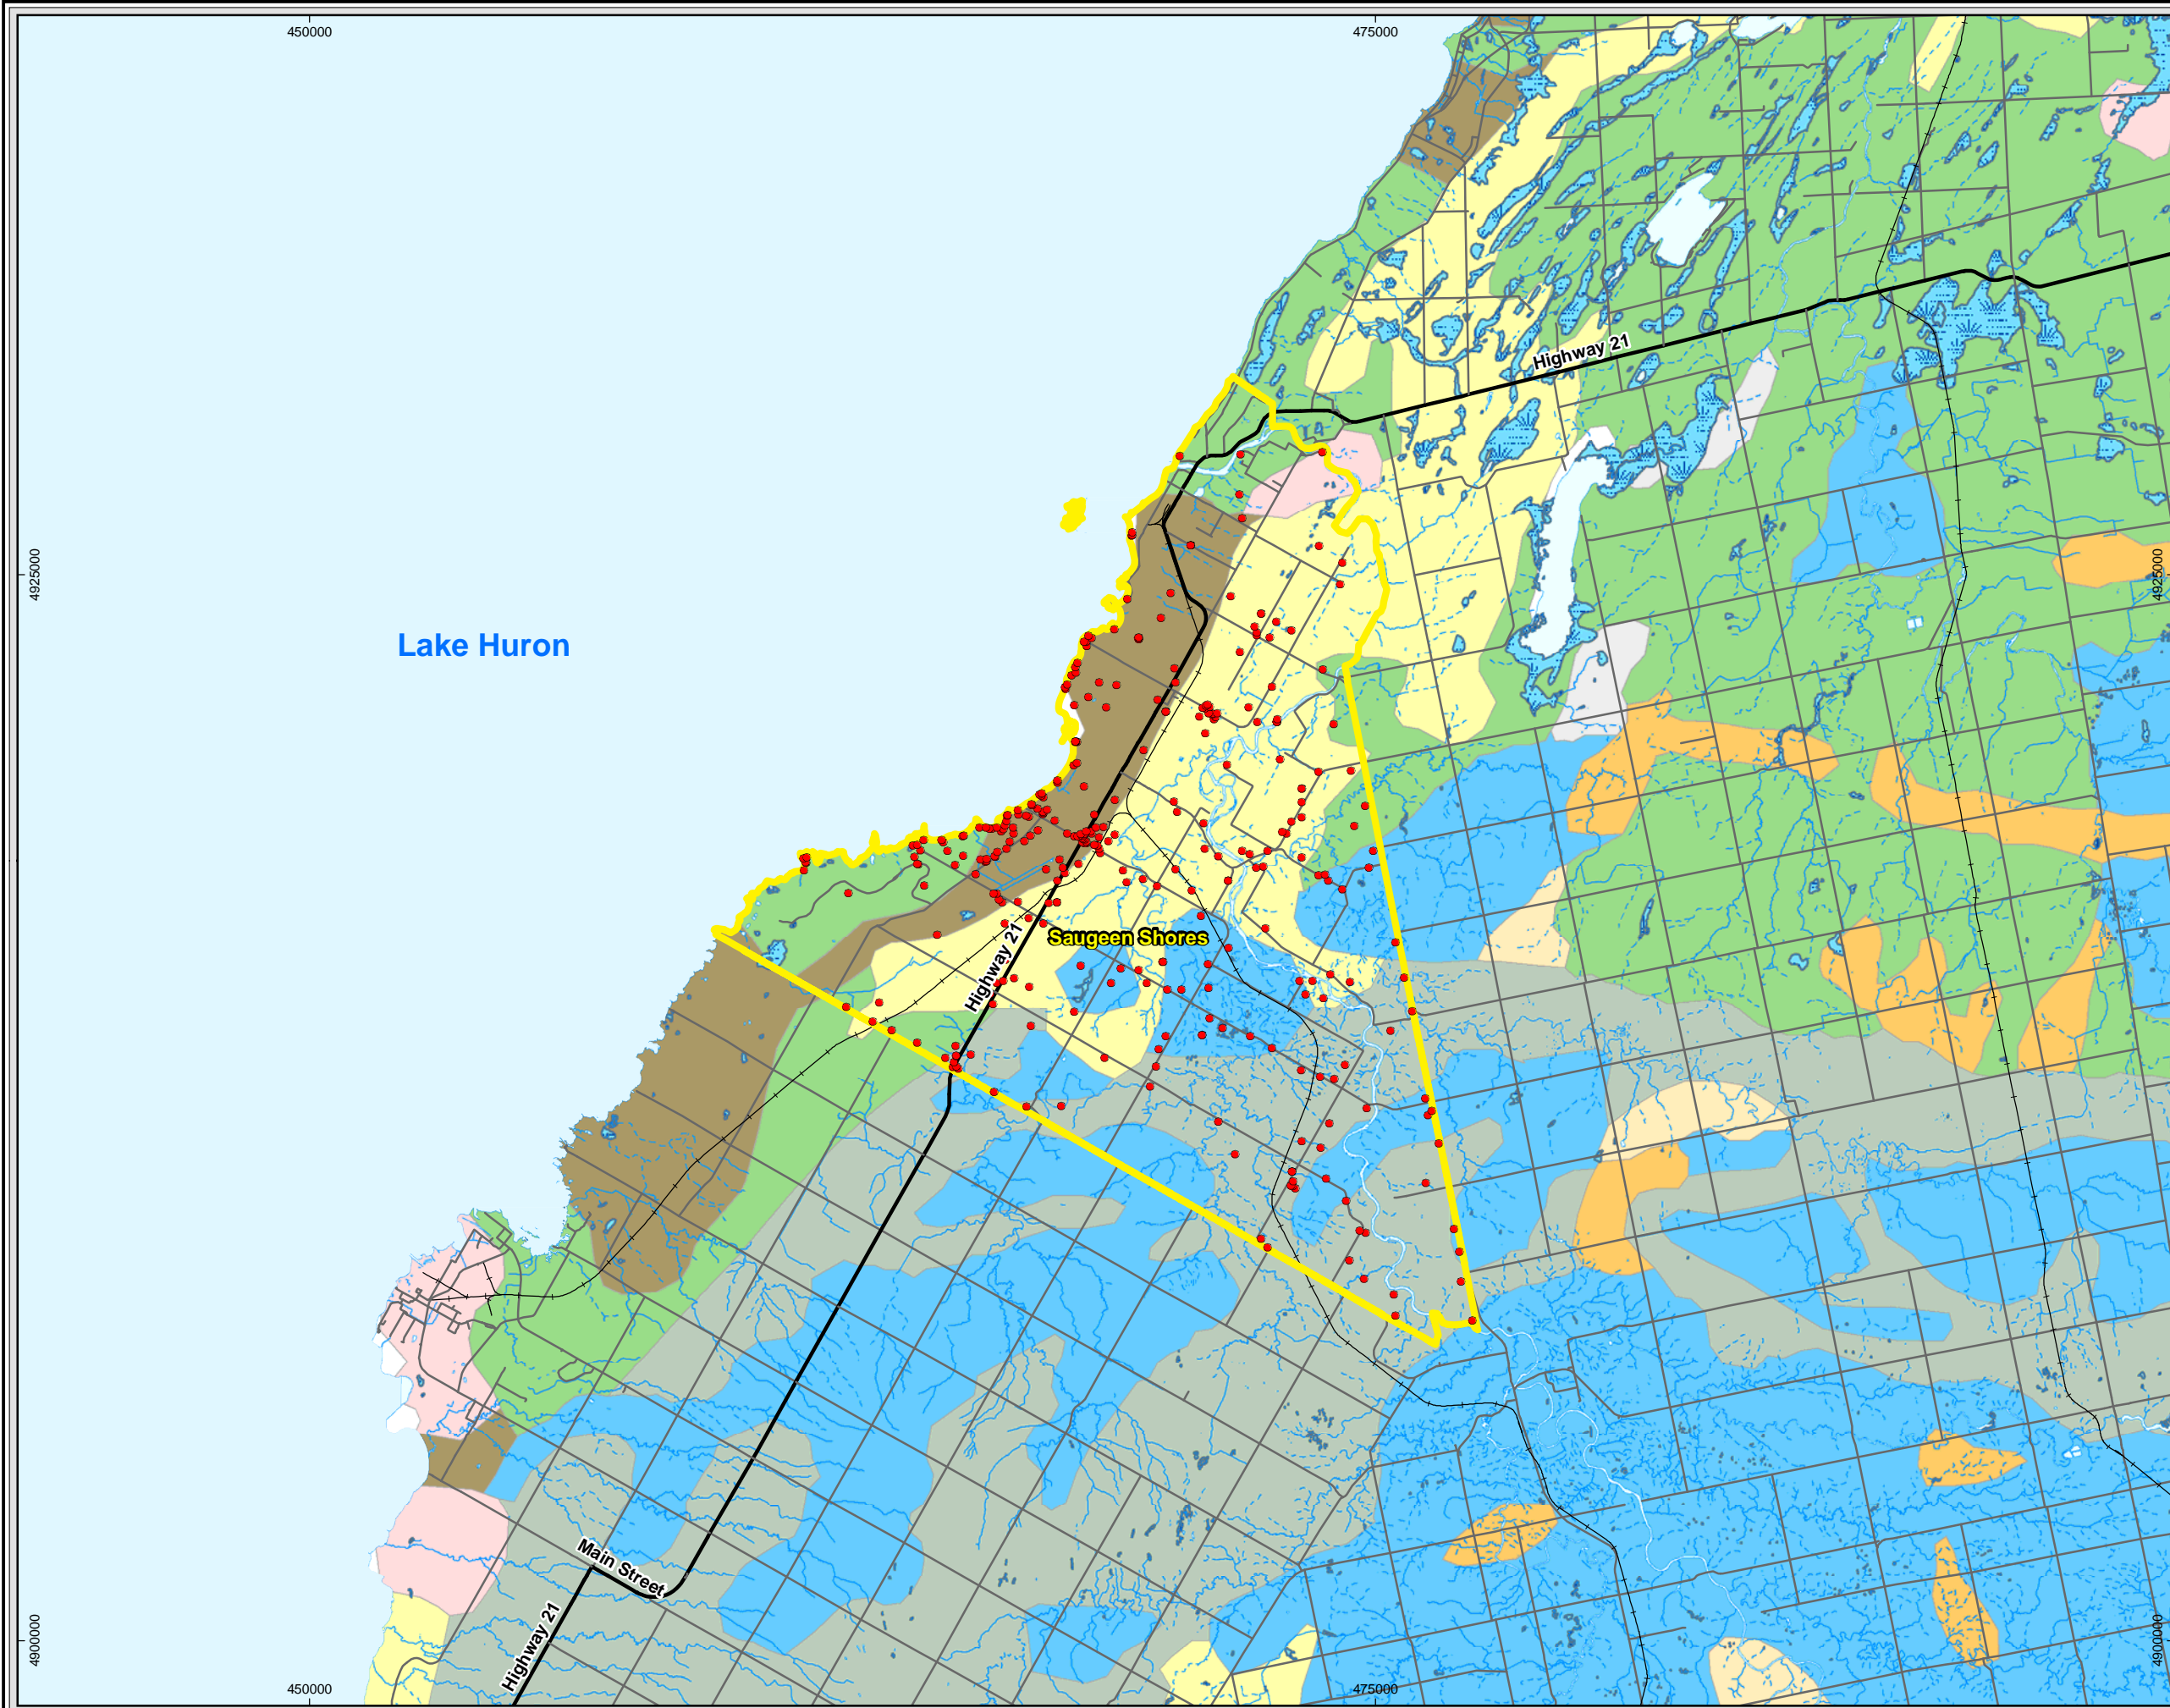 450000
475000
Highway 21
4925000
4925000
Lake Huron
Saugeen Shores
Highway 21
Main Street
Highway 21
4900000
4900000
450000
475000